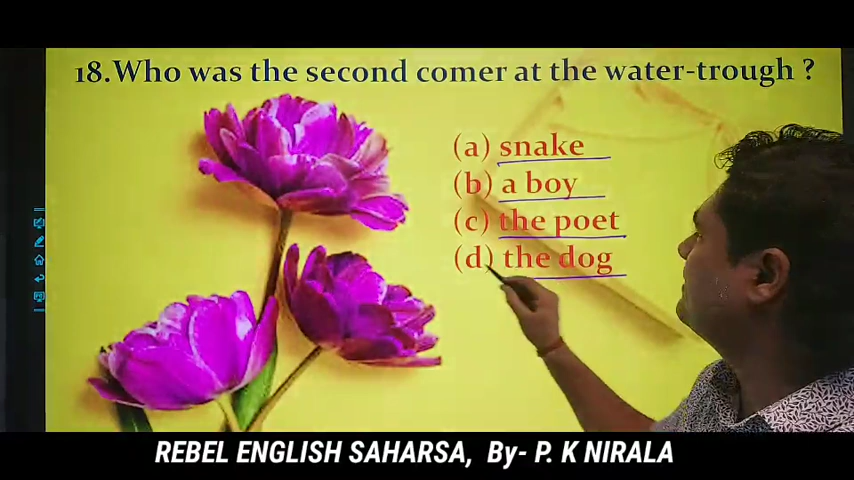 18.Who was the second comer at the water-trough ?
(a) snake
(b) a boy
(c) the poet
(d) the dog
REBEL ENGLISH SAHARSA, By- P. K NIRALA